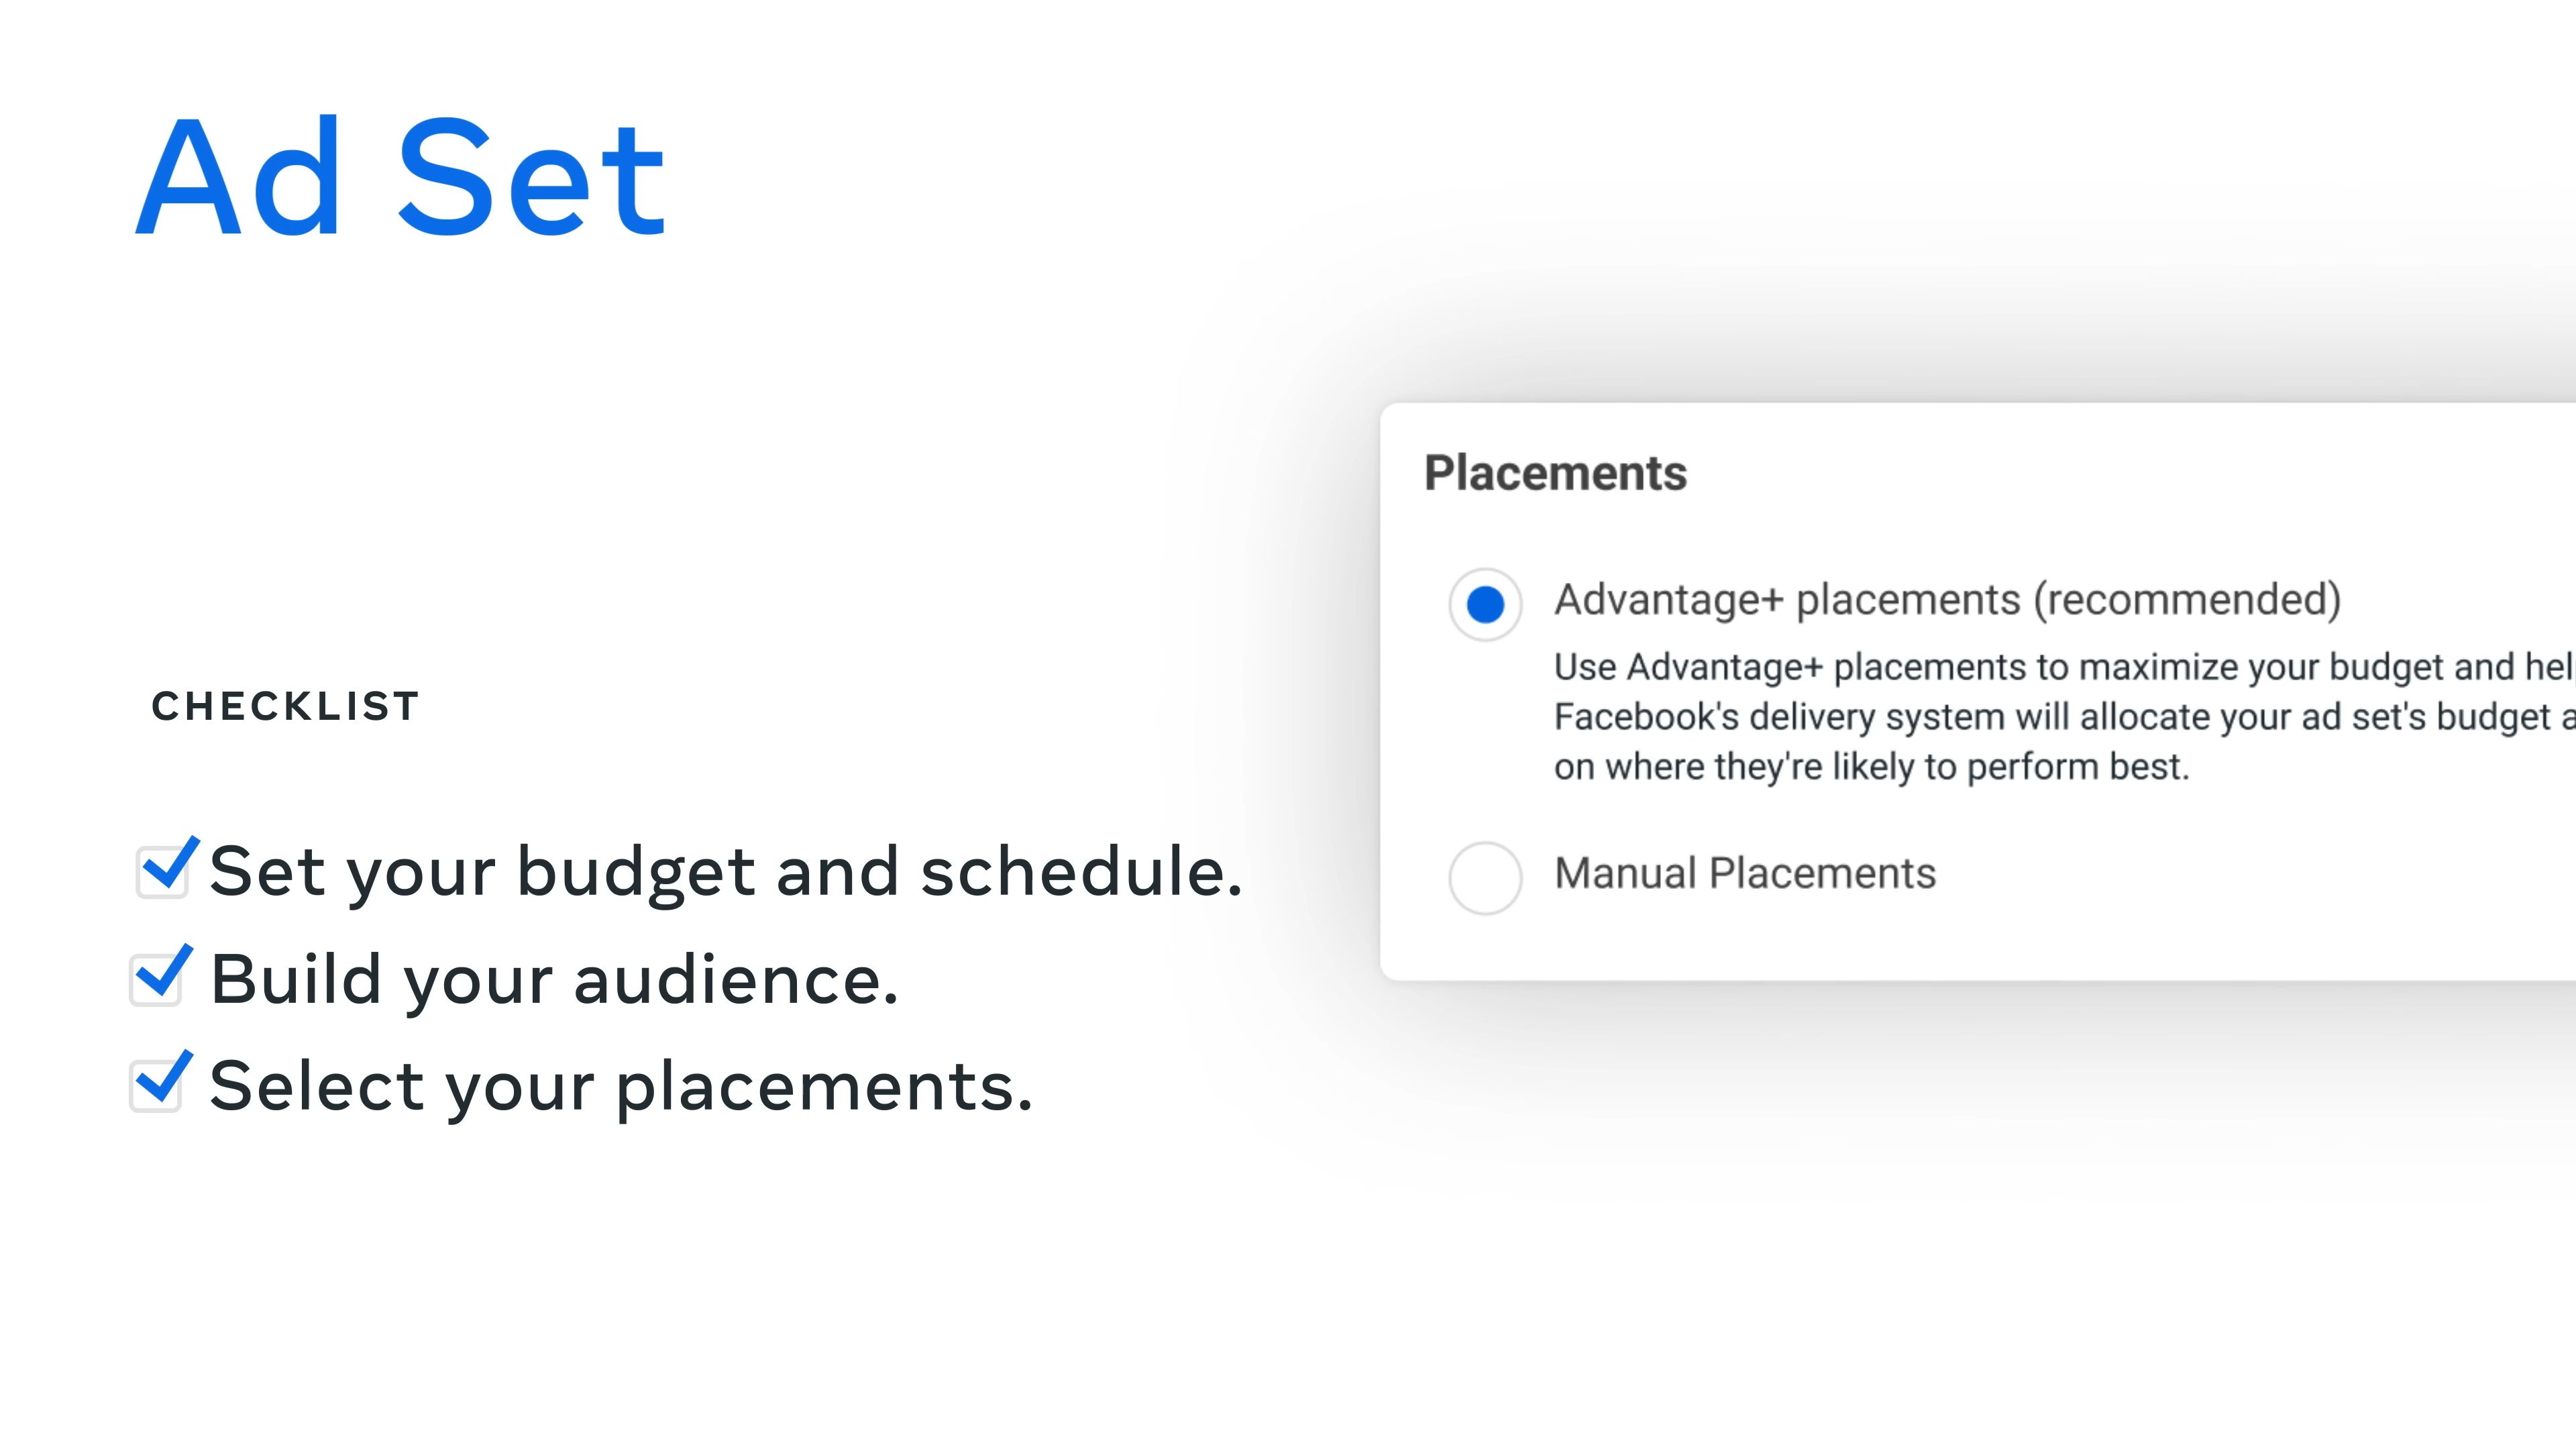 Ad Set
CHECKLIST
Set your budget and schedule.
Build your audience.
Select your placements.
Placements
Advantage+ placements (recommended)
Use Advantage+ placements to maximize your budget and
Facebook's delivery system will allocate your ad set's budget
on where they're likely to perform best.
Manual Placements